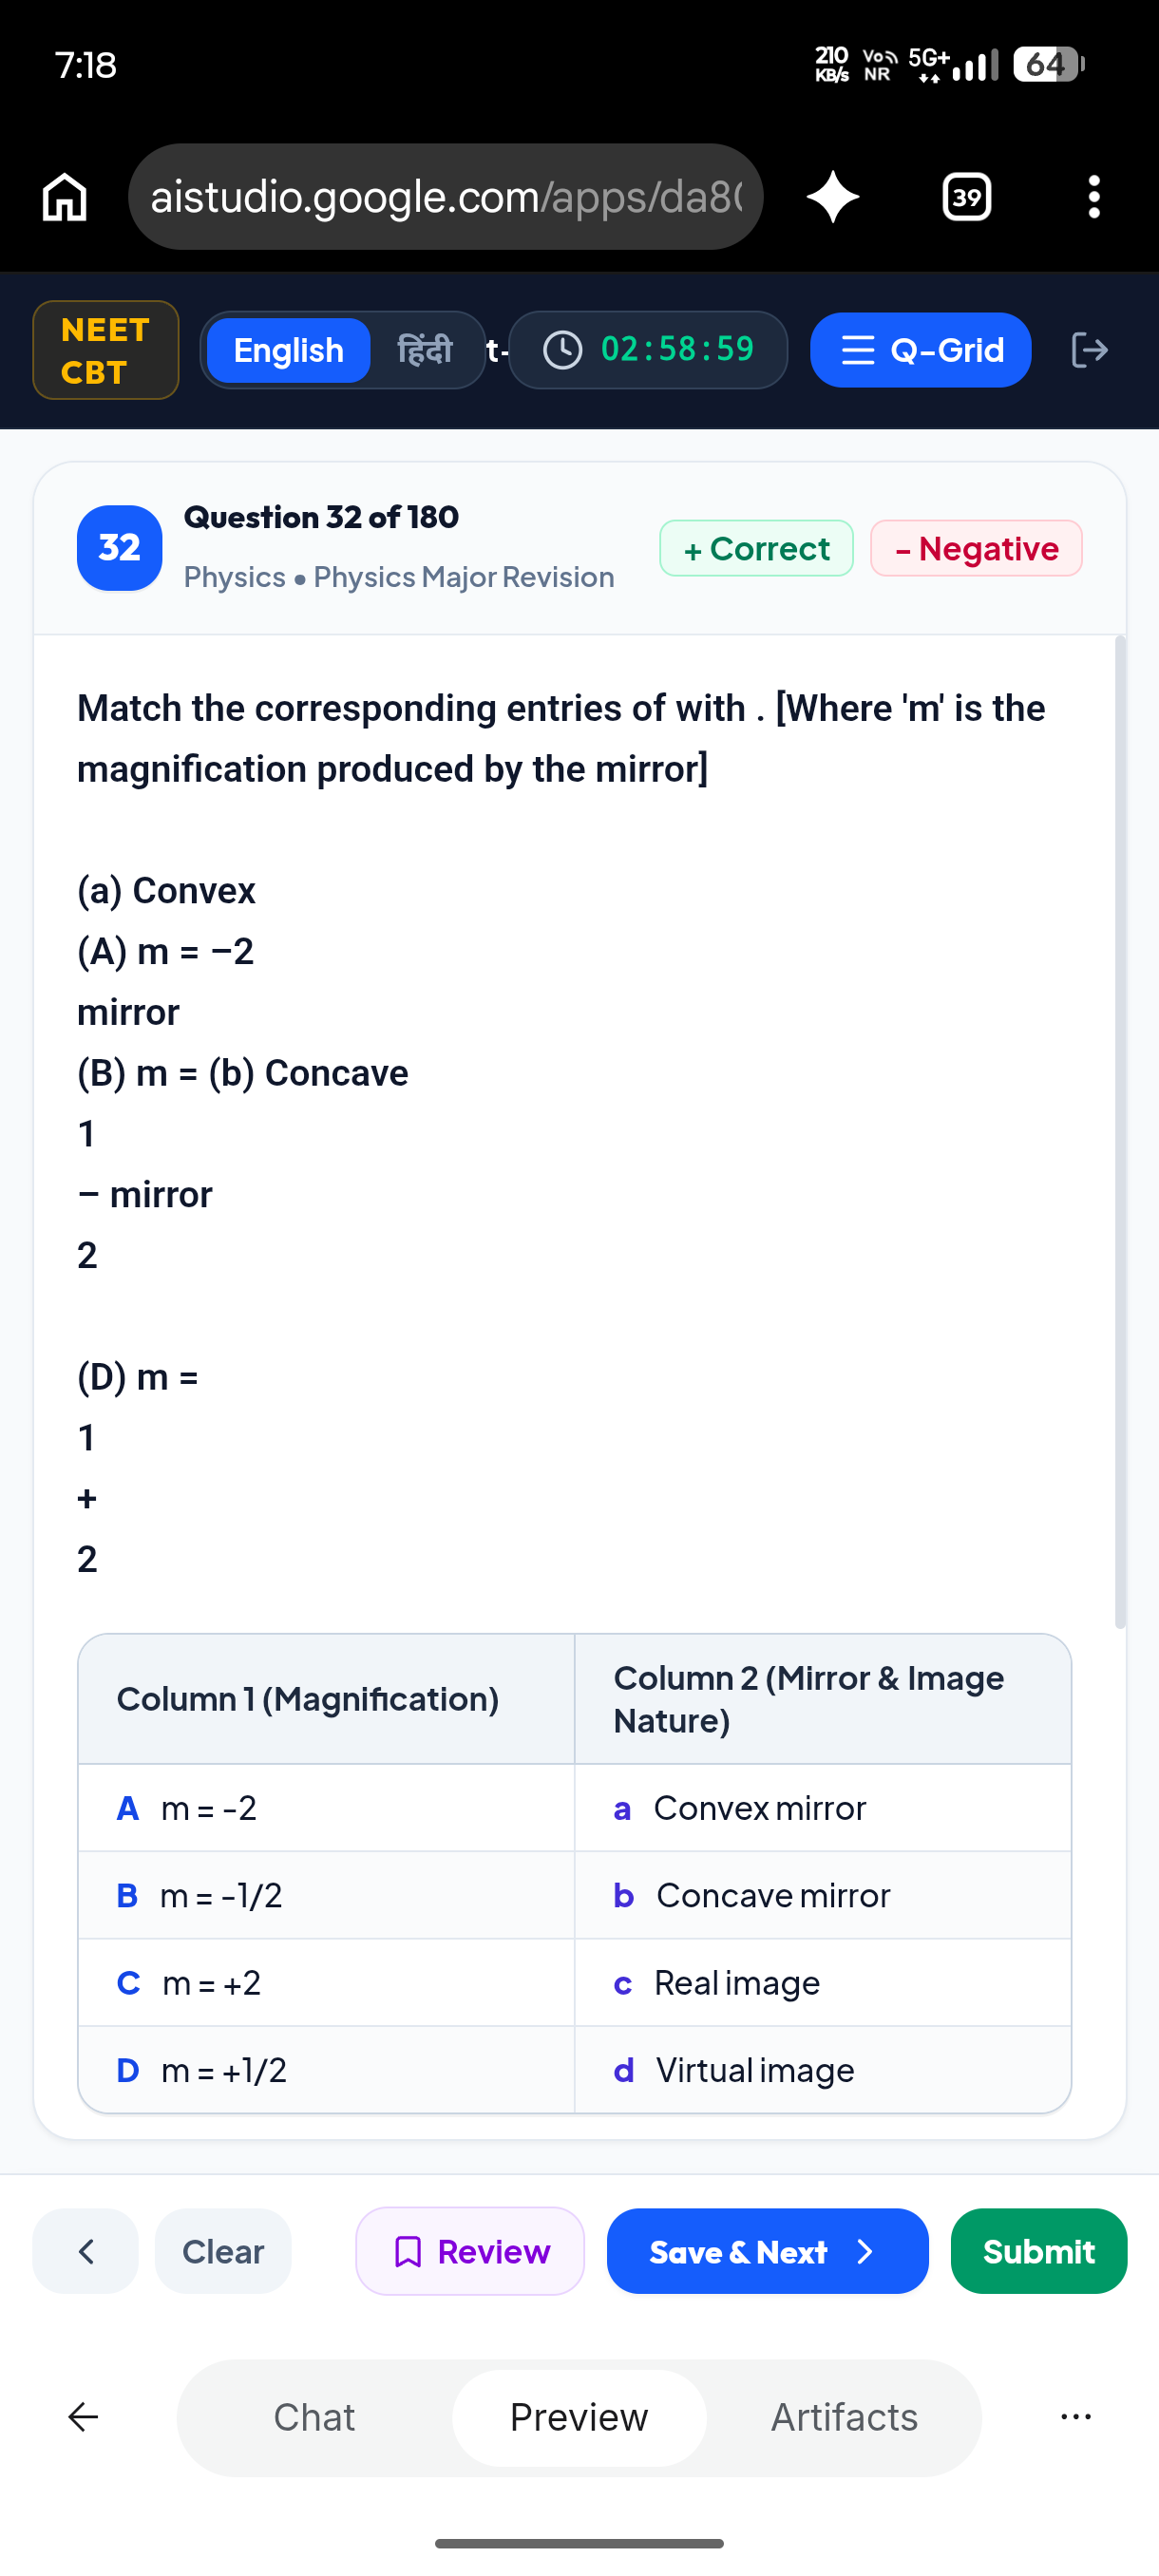 7:18
210 KB/s Vo NR 5G+ 64
aistudio.google.com/apps/da8
39
NEET CBT
English हिंदी t- 02:58:59 Q-Grid
32
Question 32 of 180
Physics • Physics Major Revision
+ Correct - Negative
Match the corresponding entries of with . [Where 'm' is the
magnification produced by the mirror]
(a) Convex
(A) m = −2
mirror
(B) m = (b) Concave
1
− mirror
2
(D) m =
1
+
2
Column 1 (Magnification) Column 2 (Mirror & Image Nature)
A m = -2 a Convex mirror
B m = -1/2 b Concave mirror
C m = +2 c Real image
D m = +1/2 d Virtual image
Clear Review Save & Next Submit
Chat Preview Artifacts